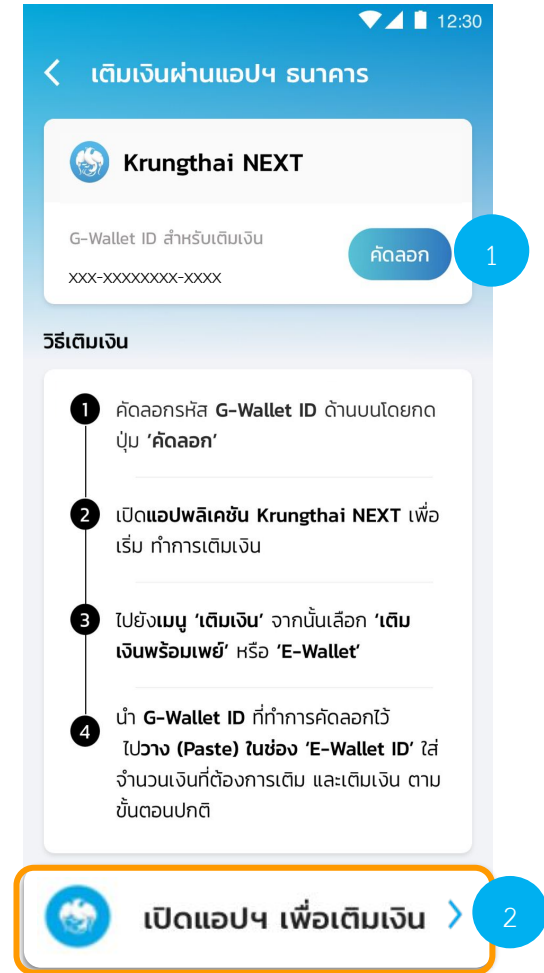 12:30
เติมเงินผ่านแอปฯ ธนาคาร
Krungthai NEXT
G-Wallet ID สำหรับเติมเงิน
xxx-xxxxxxxx-xxxx
คัดลอก
1
วิธีเติมเงิน
1 คัดลอกรหัส G-Wallet ID ด้านบนโดยกด
ปุ่ม ‘คัดลอก’
2 เปิดแอปพลิเคชัน Krungthai NEXT เพื่อ
เริ่ม ทำการเติมเงิน
3 ไปยังเมนู ‘เติมเงิน’ จากนั้นเลือก ‘เติม
เงินพร้อมเพย์’ หรือ ‘E-Wallet’
4 นำ G-Wallet ID ที่ทำการคัดลอกไว้
ไปวาง (Paste) ในช่อง ‘E-Wallet ID’ ใส่
จำนวนเงินที่ต้องการเติม และเติมเงิน ตาม
ขั้นตอนปกติ
เปิดแอปฯ เพื่อเติมเงิน
2